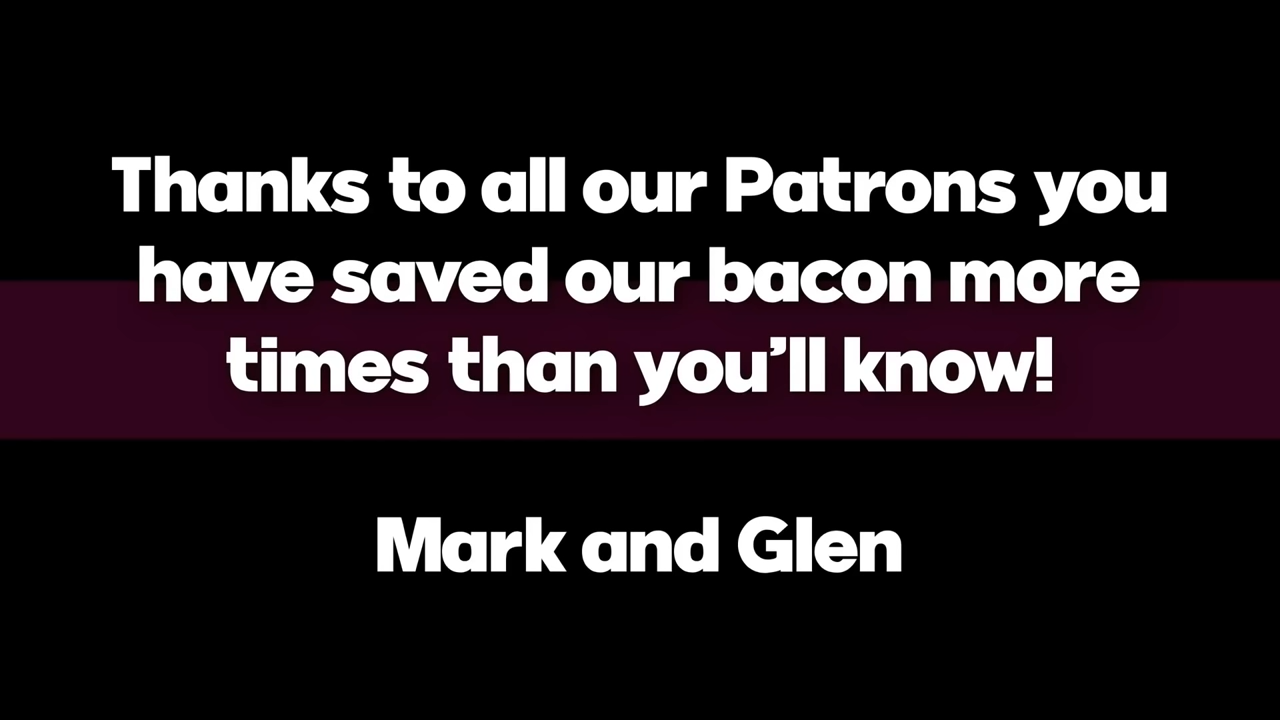 Thanks to all our Patrons you
have saved our bacon more
times than you’ll know!
Mark and Glen